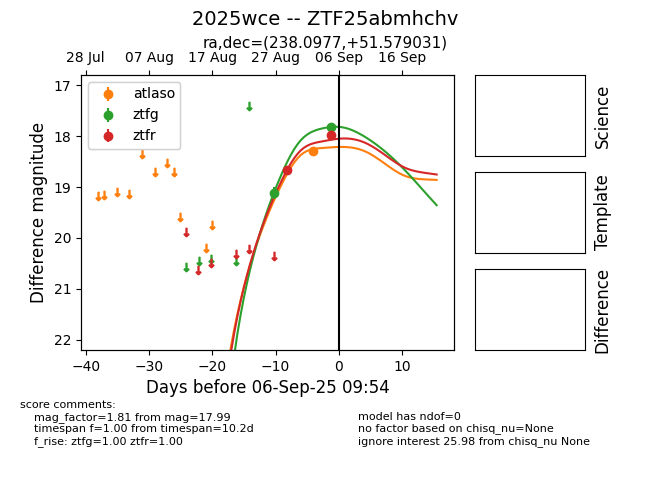 2025wce -- ZTF25abmhchv
ra,dec=(238.0977,+51.579031)
28 Jul 07 Aug 17 Aug 27 Aug 06 Sep 16 Sep
17
18
19
20
21
22
Difference magnitude
atlaso
ztfg
ztfr
−40 −30 −20 −10 0 10
Days before 06-Sep-25 09:54
Science
Template
Difference
score comments:
mag_factor=1.81 from mag=17.99
timespan f=1.00 from timespan=10.2d
f_rise: ztfg=1.00 ztfr=1.00
model has ndof=0
no factor based on chisq_nu=None
ignore interest 25.98 from chisq_nu None